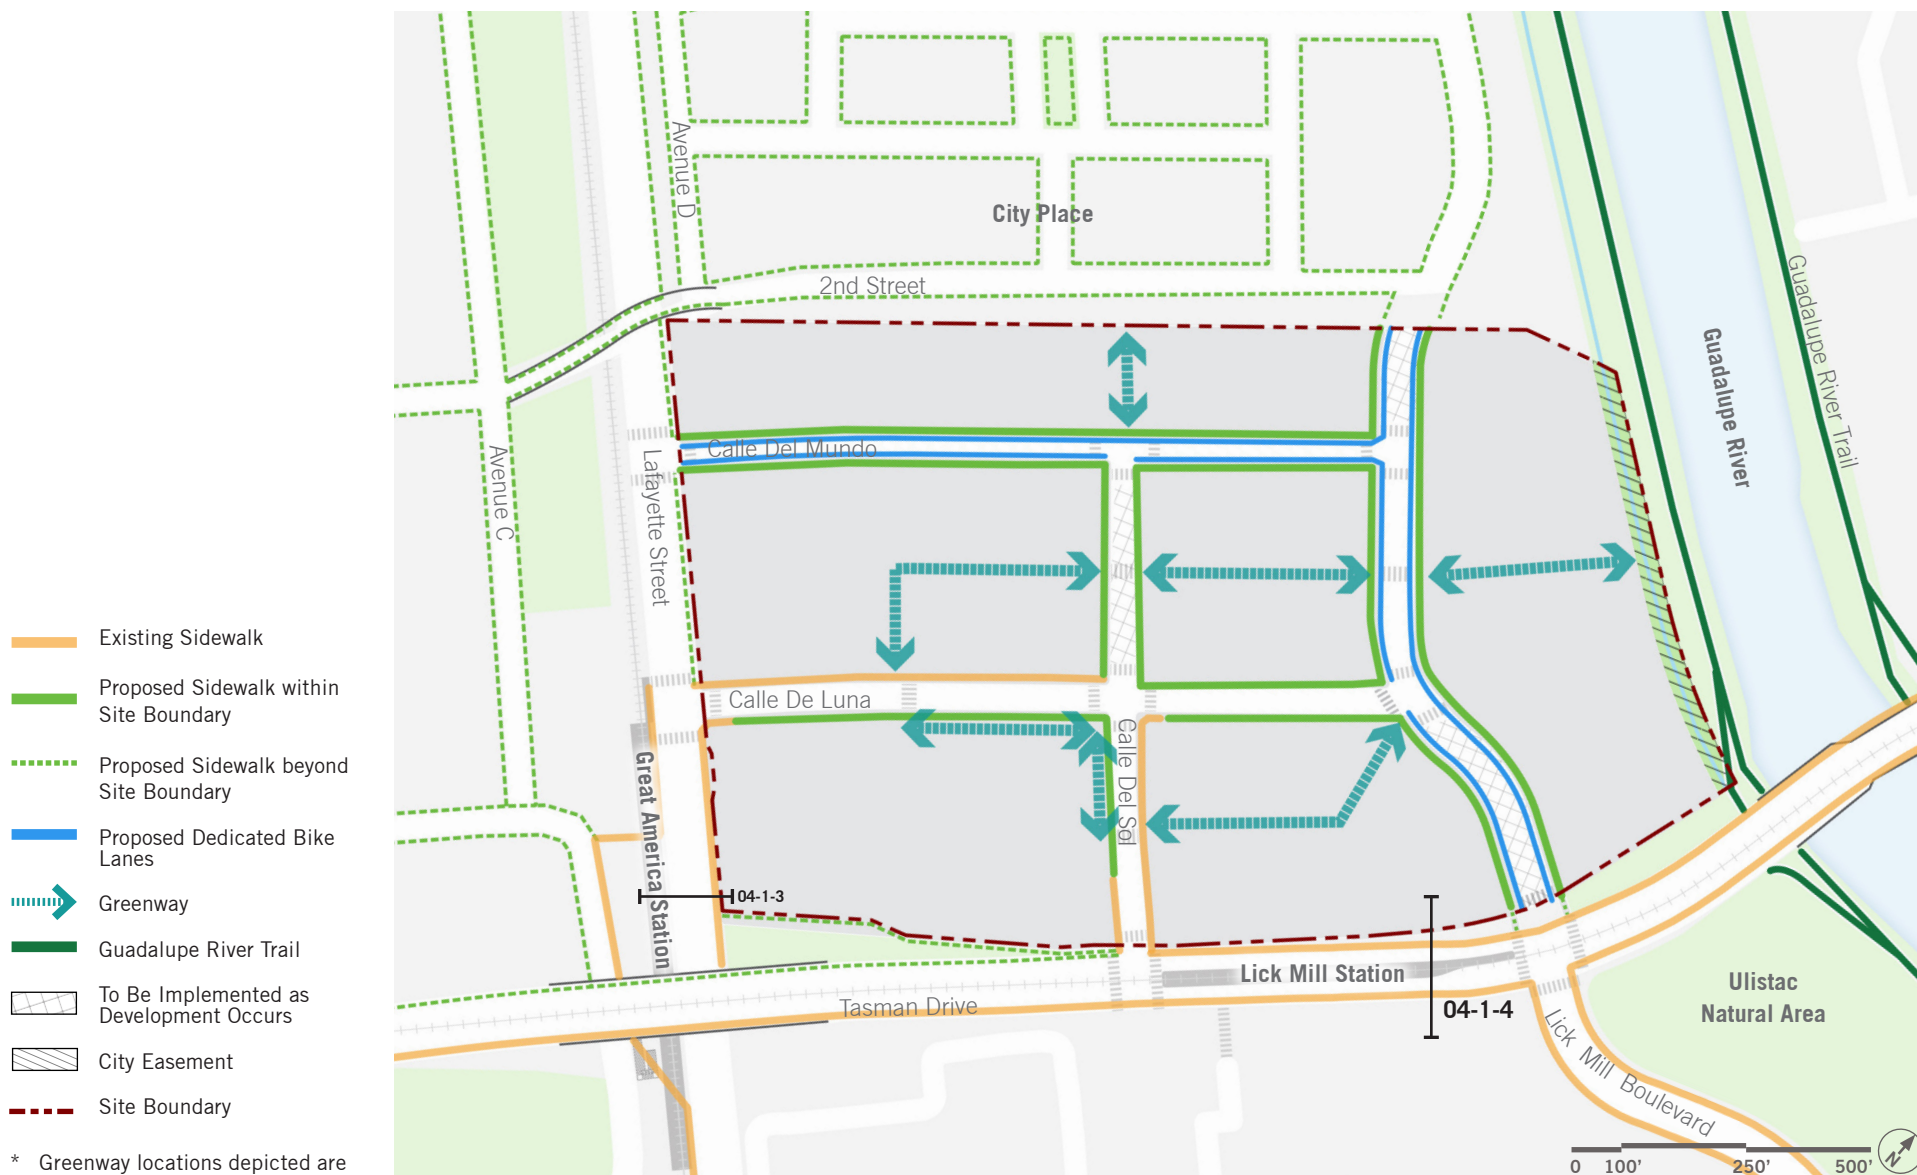 Avenue D
City Place
2nd Street
Guadalupe River Trail
Guadalupe River
Calle Del Mundo
Avenue C
Lafayette Street
Calle De Luna
Calle Del Sol
Great America Station
04-1-3
Lick Mill Station
Tasman Drive
04-1-4
Ulistac
Natural Area
Lick Mill Boulevard
0 100' 250' 500'
N
Existing Sidewalk
Proposed Sidewalk within
Site Boundary
Proposed Sidewalk beyond
Site Boundary
Proposed Dedicated Bike
Lanes
Greenway
Guadalupe River Trail
To Be Implemented as
Development Occurs
City Easement
Site Boundary
* Greenway locations depicted are